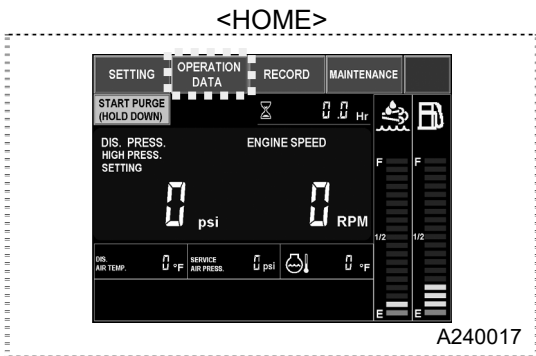 <HOME>
SETTING
OPERATION
DATA
RECORD
MAINTENANCE
START PURGE
(HOLD DOWN)
0.0 Hr
DIS. PRESS.
HIGH PRESS.
SETTING
0 psi
ENGINE SPEED
0 RPM
F
1/2
E
F
1/2
E
DIS.
AIR TEMP.
0 °F
SERVICE
AIR PRESS.
0 psi
0 °F
A240017